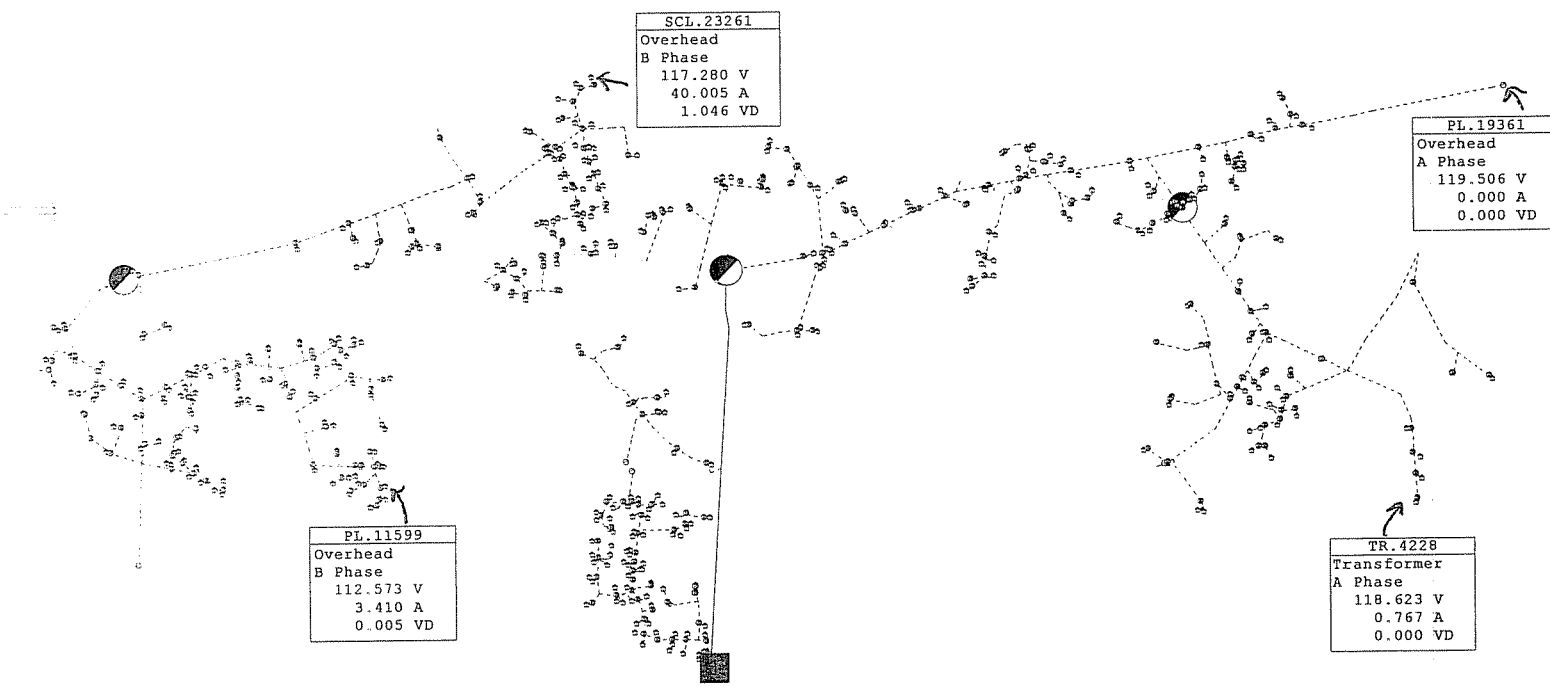 SCL.23261
Overhead
B Phase
117.280 V
40.005 A
1.046 VD
PL.19361
Overhead
A Phase
119.506 V
0.000 A
0.000 VD
PL.11599
Overhead
B Phase
112.573 V
3.410 A
0.005 VD
TR.4228
Transformer
A Phase
118.623 V
0.767 A
0.000 VD